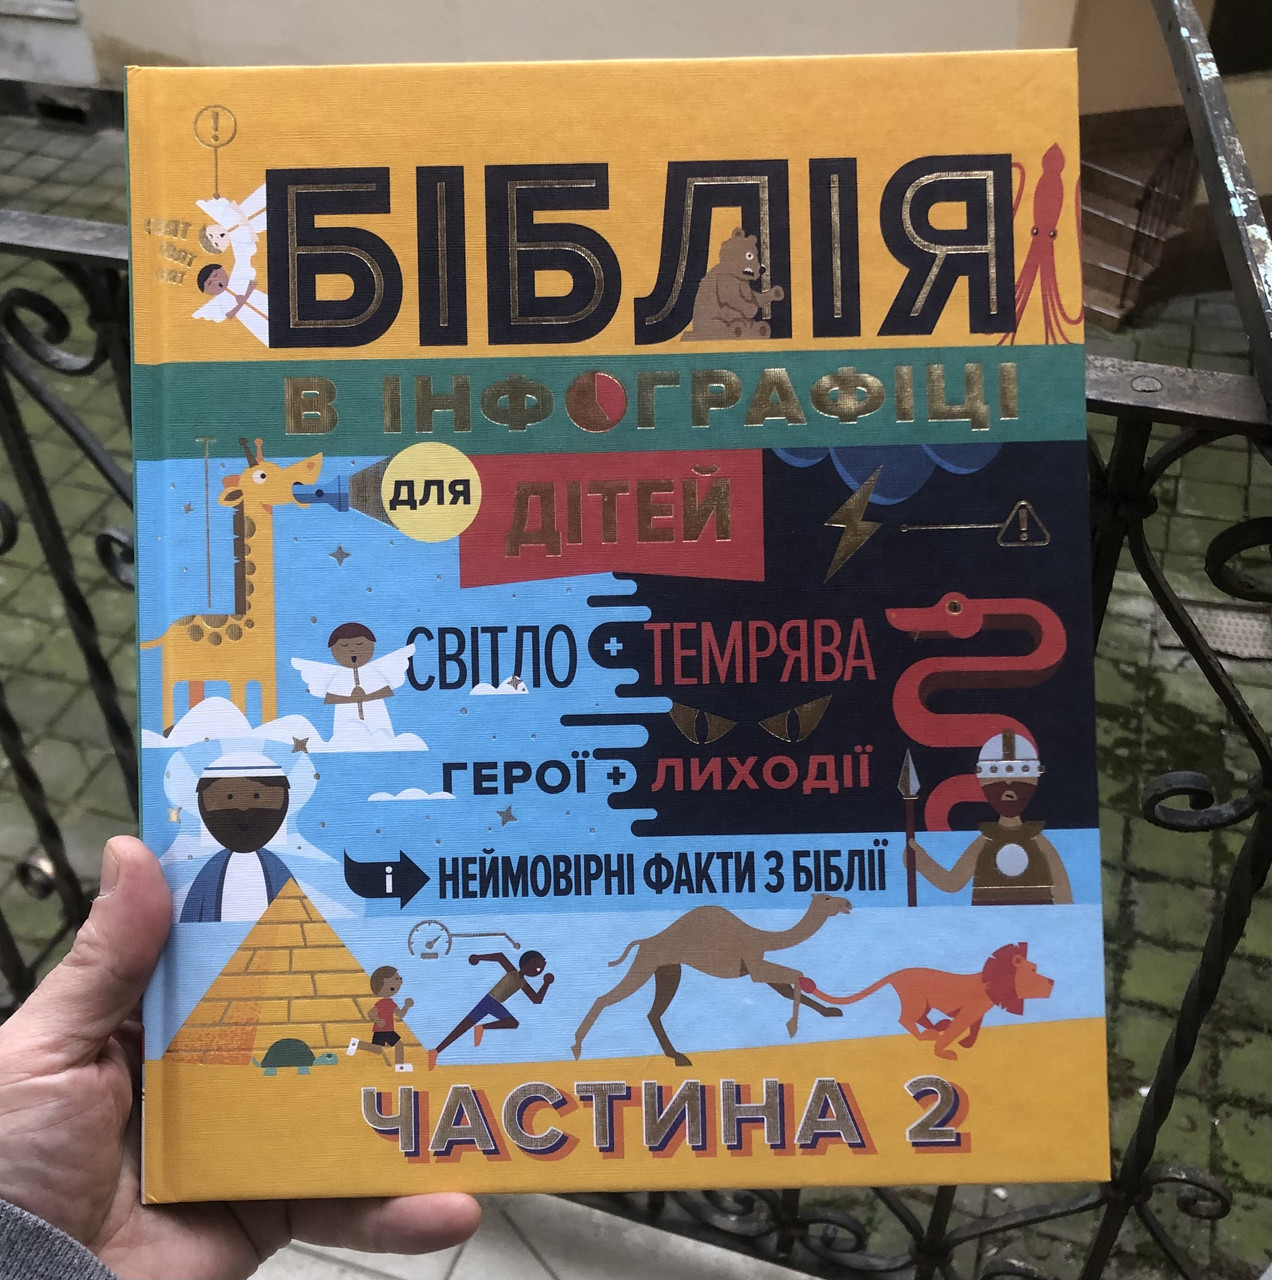 БІБЛІЯ
В ІНФОГРАФІЦІ
ДЛЯ
ДІТЕЙ
СВІТЛО + ТЕМРЯВА
ГЕРОЇ + ЛИХОДІЇ
i НЕЙМОВІРНІ ФАКТИ З БІБЛІЇ
ЧАСТИНА 2